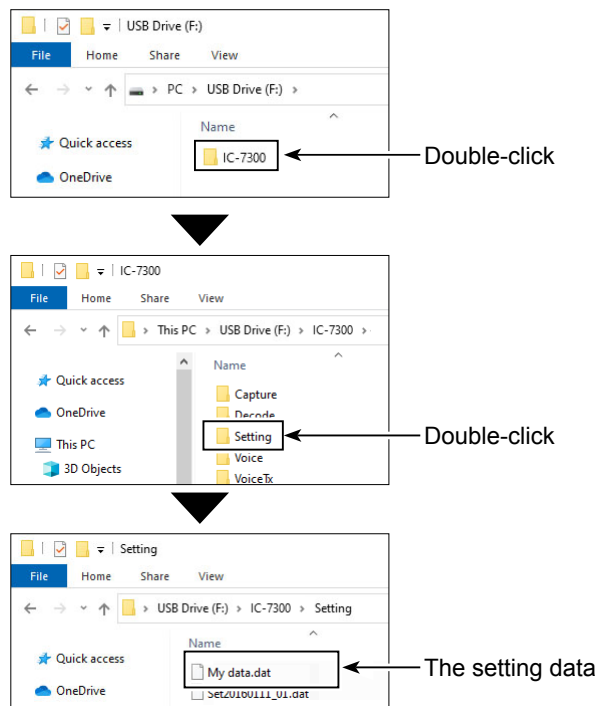 USB Drive (F:)
File Home Share View
PC › USB Drive (F:) ›
Name
Quick access
IC-7300
Double-click
OneDrive
IC-7300
File Home Share View
This PC › USB Drive (F:) › IC-7300 ›
Name
Quick access
Capture
OneDrive
Decode
Setting
Double-click
This PC
Voice
3D Objects
VoiceTx
Setting
File Home Share View
USB Drive (F:) › IC-7300 › Setting
Name
Quick access
My data.dat
The setting data
OneDrive
Set20160111_01.dat